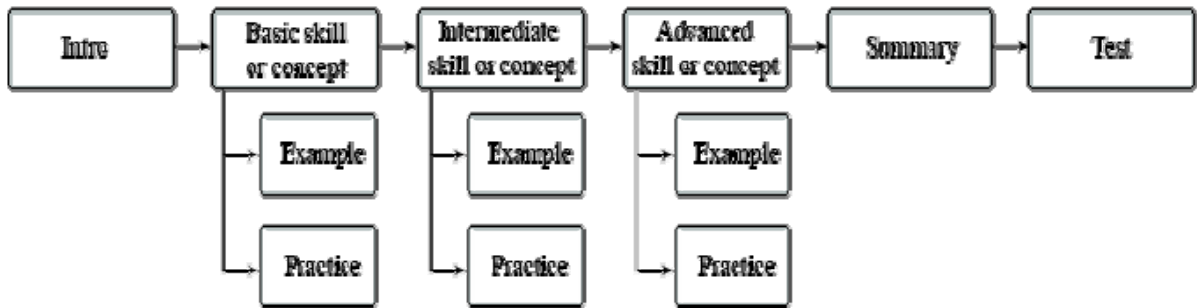 Intro
Basic skill
or concept
Intermediate
skill or concept
Advanced
skill or concept
Summary
Test
Example
Example
Example
Practice
Practice
Practice